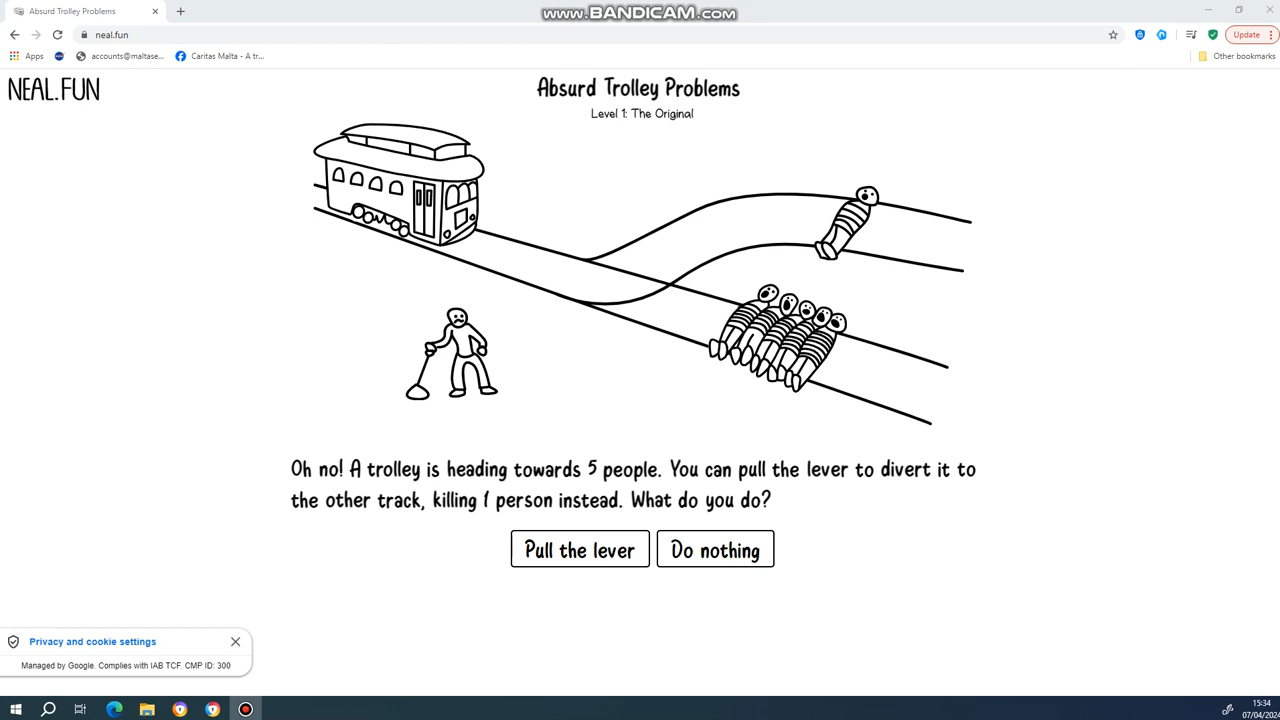 Absurd Trolley Problems
www.BANDICAM.com
neal.fun
Update
Apps
accounts@maltase...
Caritas Malta - A tr...
Other bookmarks
NEAL.FUN
Absurd Trolley Problems
Level 1: The Original
Oh no! A trolley is heading towards 5 people. You can pull the lever to divert it to
the other track, killing 1 person instead. What do you do?
Pull the lever
Do nothing
Privacy and cookie settings
Managed by Google. Complies with IAB TCF. CMP ID: 300
15:34